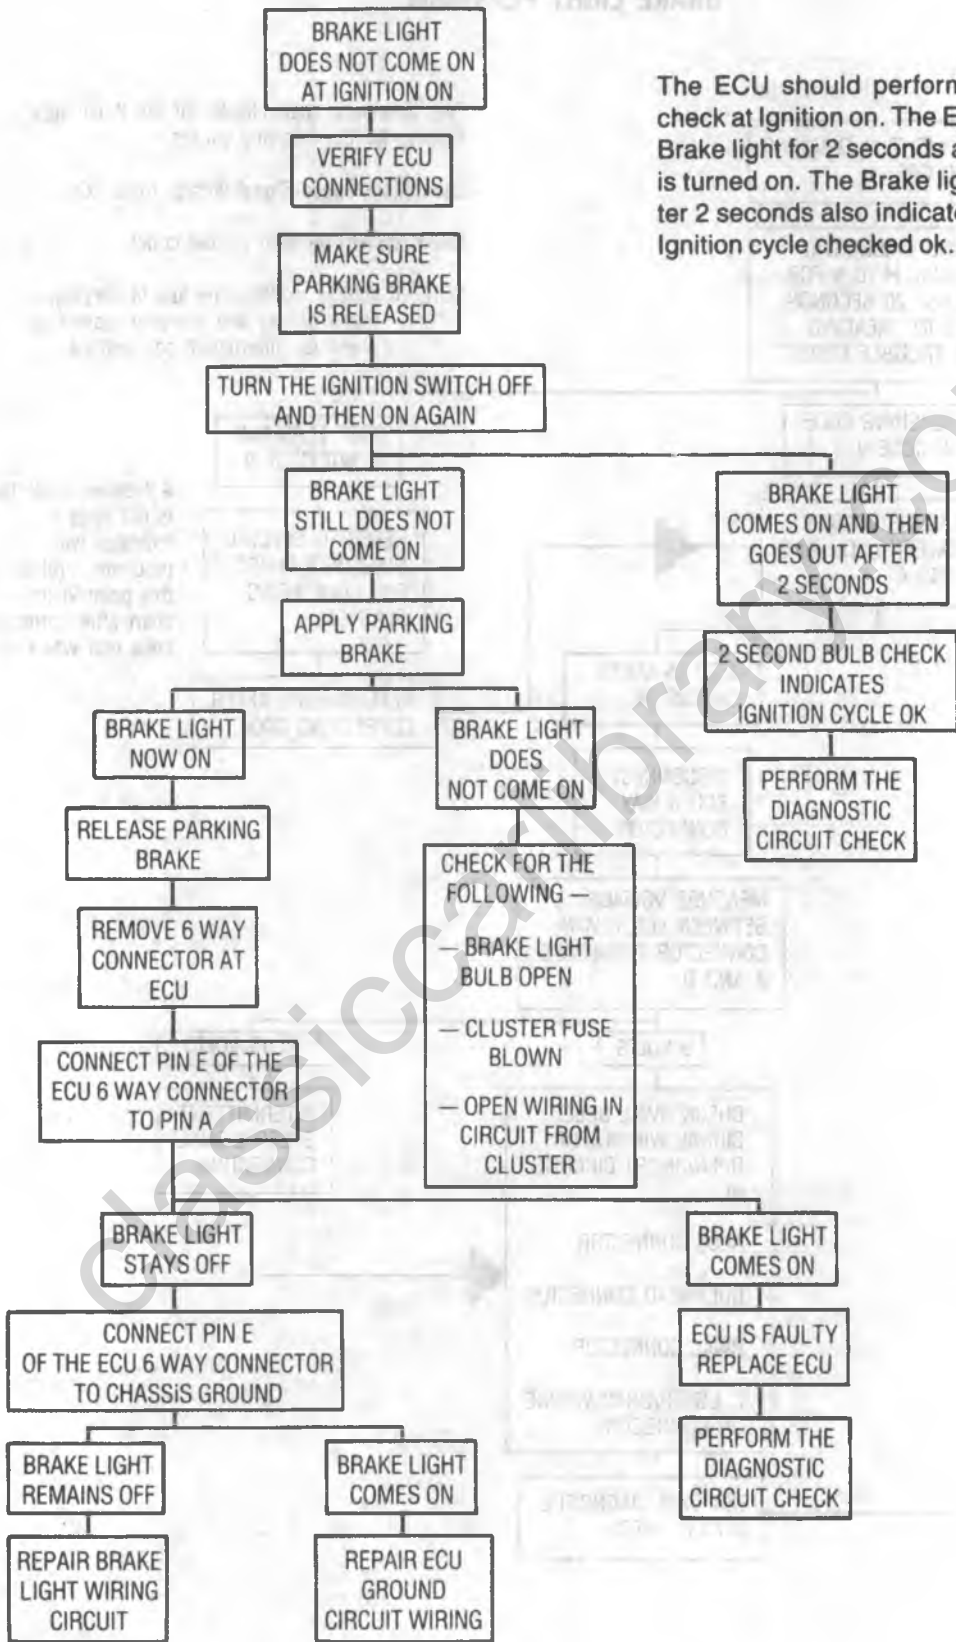 BRAKE LIGHT
DOES NOT COME ON
AT IGNITION ON
The ECU should perform
check at Ignition on. The
Brake light for 2 seconds
is turned on. The Brake
ter 2 seconds also
Ignition cycle checked ok.
VERIFY ECU
CONNECTIONS
MAKE SURE
PARKING BRAKE
IS RELEASED
TURN THE IGNITION SWITCH OFF
AND THEN ON AGAIN
BRAKE LIGHT
STILL DOES NOT
COME ON
BRAKE LIGHT
COMES ON AND THEN
GOES OUT AFTER
2 SECONDS
APPLY PARKING
BRAKE
2 SECOND BULB CHECK
INDICATES
IGNITION CYCLE OK
BRAKE LIGHT
NOW ON
BRAKE LIGHT
DOES
NOT COME ON
PERFORM THE
DIAGNOSTIC
CIRCUIT CHECK
RELEASE PARKING
BRAKE
CHECK FOR THE
FOLLOWING —
— BRAKE LIGHT
BULB OPEN
— CLUSTER FUSE
BLOWN
— OPEN WIRING IN
CIRCUIT FROM
CLUSTER
REMOVE 6 WAY
CONNECTOR AT
ECU
CONNECT PIN E OF THE
ECU 6 WAY CONNECTOR
TO PIN A
BRAKE LIGHT
STAYS OFF
BRAKE LIGHT
COMES ON
CONNECT PIN E
OF THE ECU 6 WAY CONNECTOR
TO CHASSIS GROUND
ECU IS FAULTY
REPLACE ECU
BRAKE LIGHT
REMAINS OFF
BRAKE LIGHT
COMES ON
PERFORM THE
DIAGNOSTIC
CIRCUIT CHECK
REPAIR BRAKE
LIGHT WIRING
CIRCUIT
REPAIR ECU
GROUND
CIRCUIT WIRING
classiccarlibrary.co